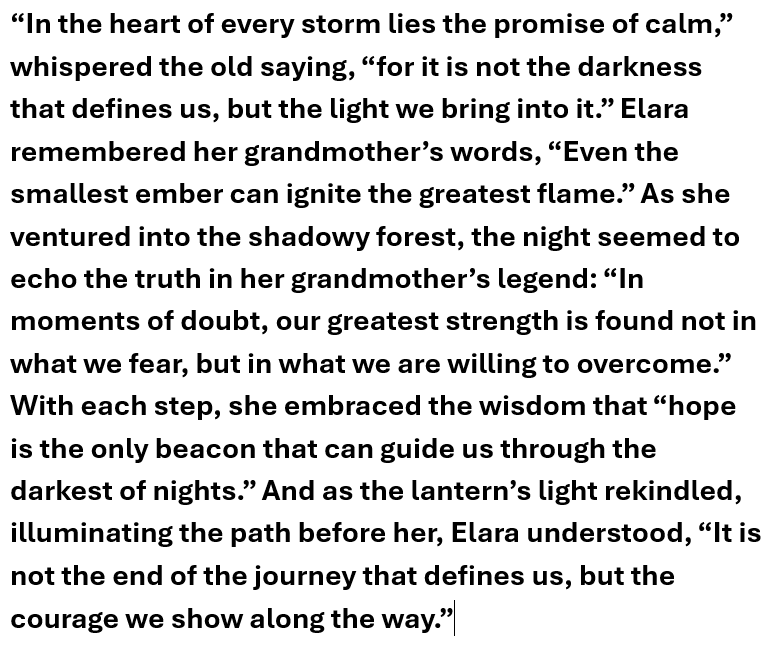 “In the heart of every storm lies the promise of calm,”
whispered the old saying, “for it is not the darkness
that defines us, but the light we bring into it.” Elara
remembered her grandmother’s words, “Even the
smallest ember can ignite the greatest flame.” As she
ventured into the shadowy forest, the night seemed to
echo the truth in her grandmother’s legend: “In
moments of doubt, our greatest strength is found not in
what we fear, but in what we are willing to overcome.”
With each step, she embraced the wisdom that “hope
is the only beacon that can guide us through the
darkest of nights.” And as the lantern’s light rekindled,
illuminating the path before her, Elara understood, “It is
not the end of the journey that defines us, but the
courage we show along the way.”